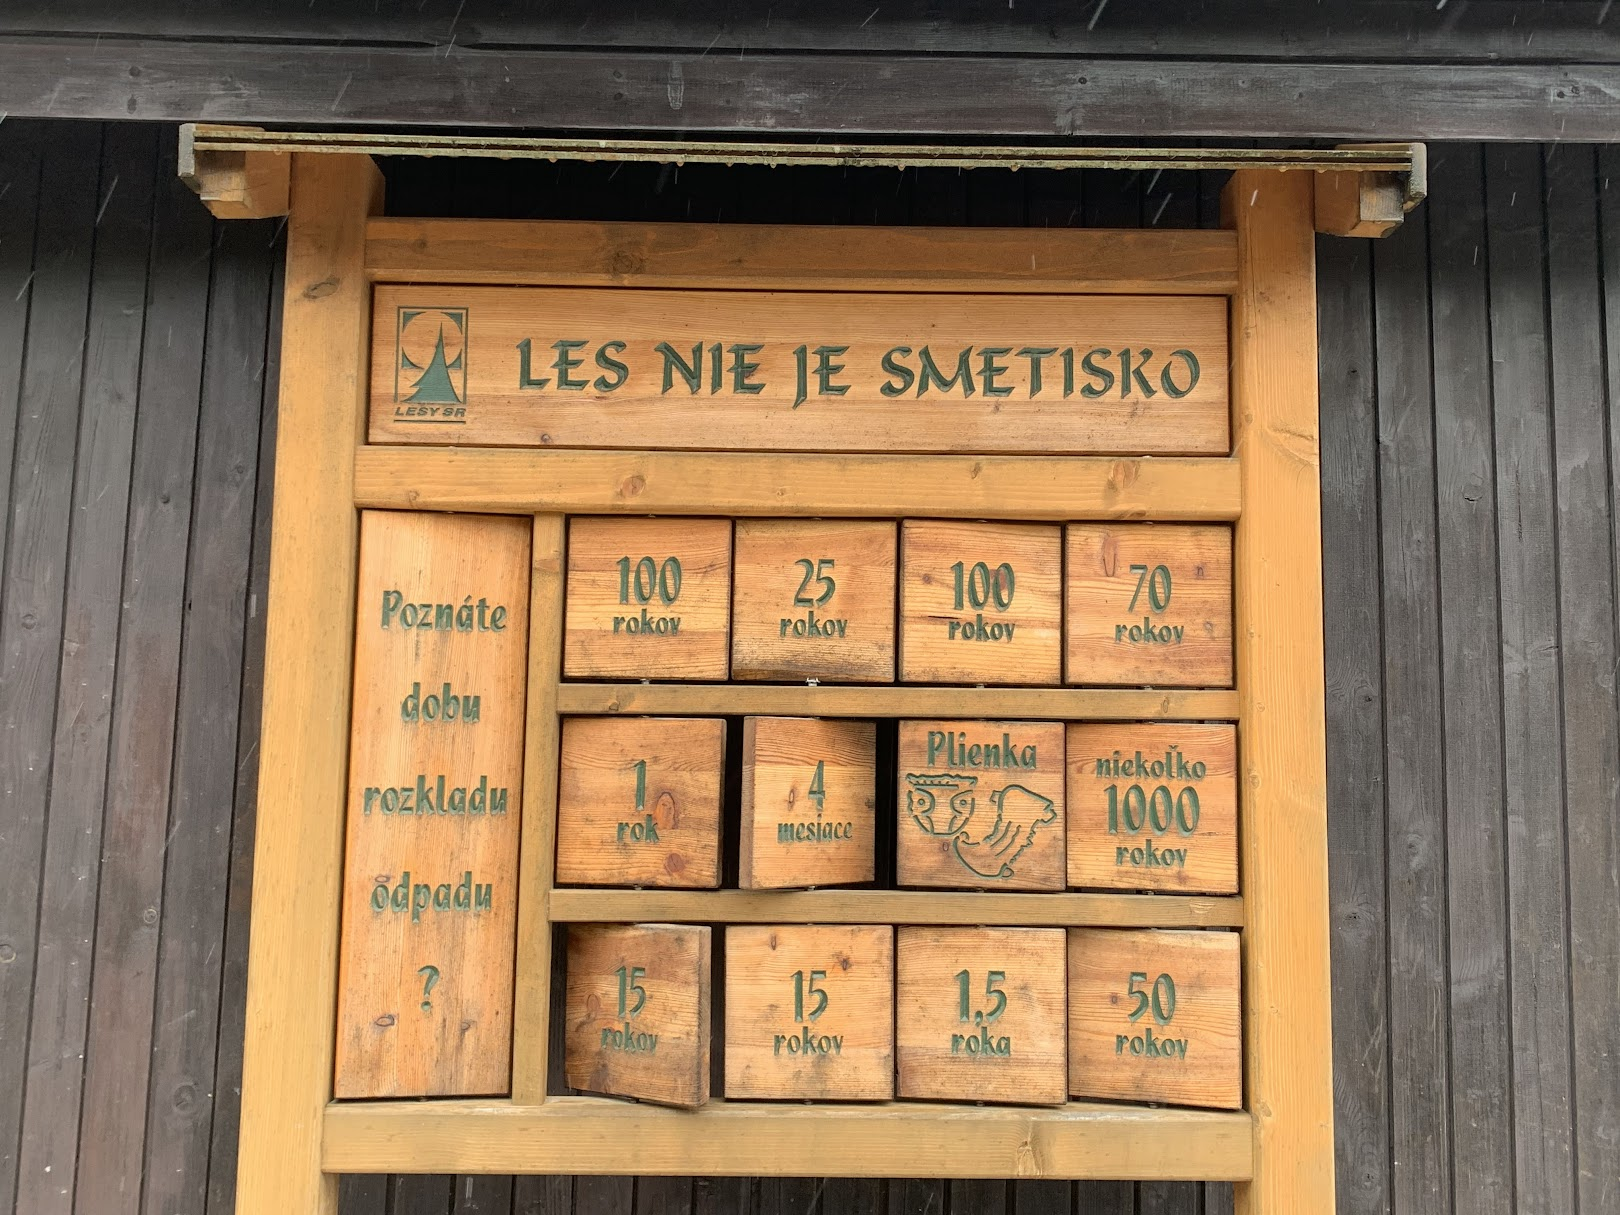 LESY SR
LES NIE JE SMETISKO
Poznáte
dobu
rozkladu
odpadu
?
100
rokov
25
rokov
100
rokov
70
rokov
1
rok
4
mesiace
Plienka
niekoľko
1000
rokov
15
rokov
15
rokov
1,5
roka
50
rokov